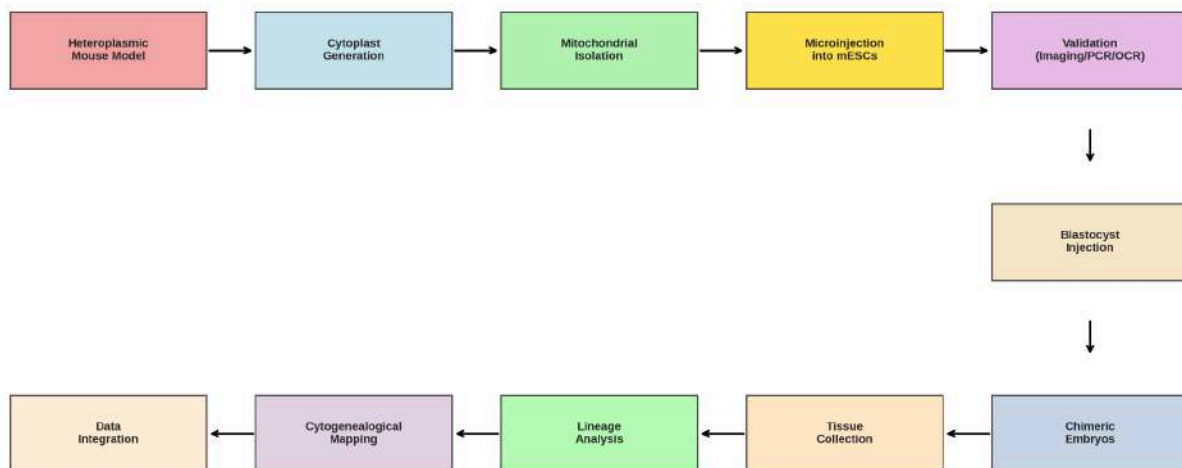 Heteroplasmic
Mouse Model
Cytoplast
Generation
Mitochondrial
Isolation
Microinjection
into mESCs
Validation
(Imaging/PCR/OCR)
Blastocyst
Injection
Chimeric
Embryos
Tissue
Collection
Lineage
Analysis
Cytogenealogical
Mapping
Data
Integration